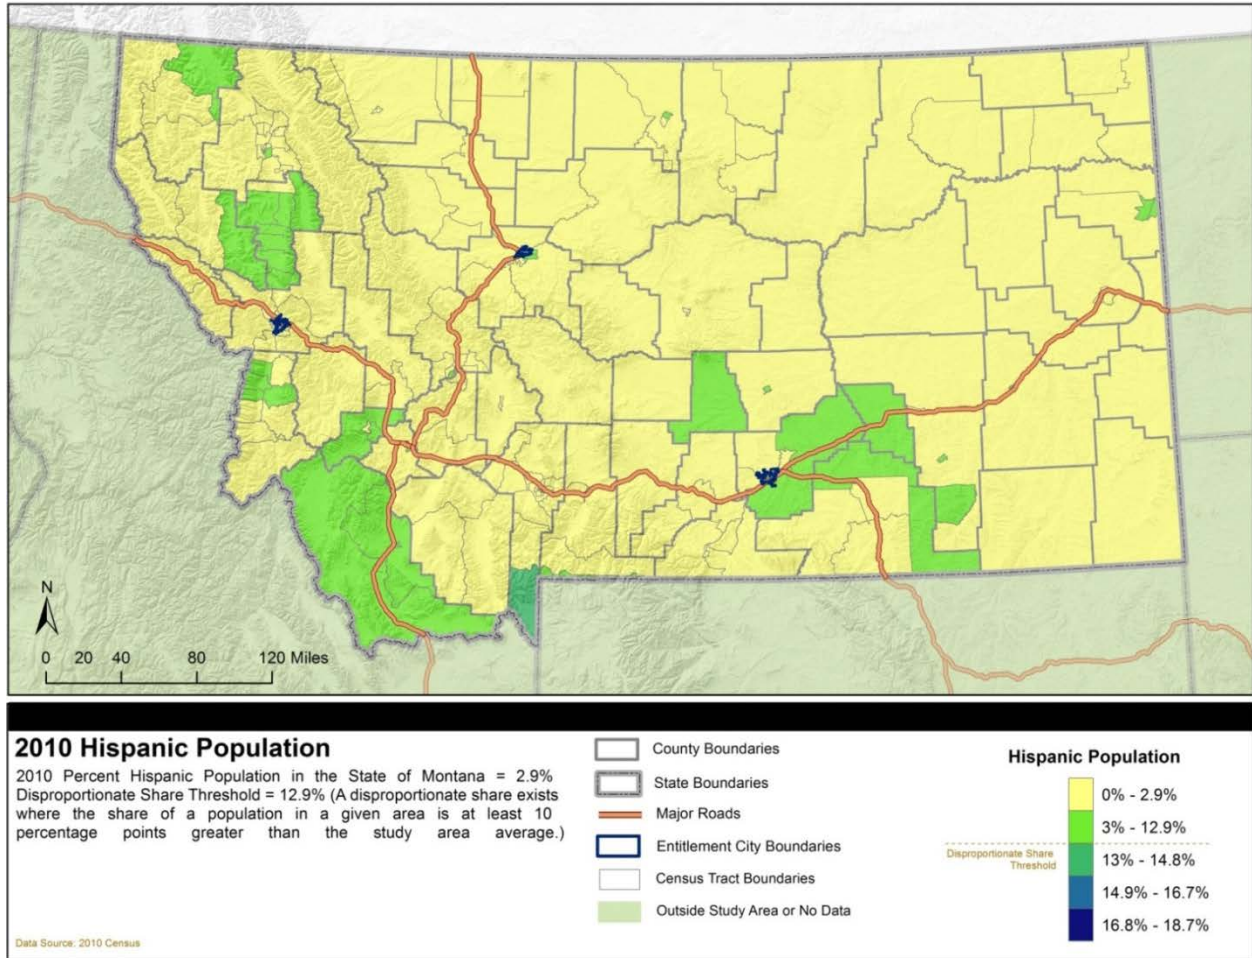 N
0 20 40 80 120 Miles
2010 Hispanic Population
2010 Percent Hispanic Population in the State of Montana = 2.9%
Disproportionate Share Threshold = 12.9% (A disproportionate share exists
where the share of a population in a given area is at least 10
percentage points greater than the study area average.)
Data Source: 2010 Census
County Boundaries
State Boundaries
Major Roads
Entitlement City Boundaries
Census Tract Boundaries
Outside Study Area or No Data
Hispanic Population
0% - 2.9%
3% - 12.9%
Disproportionate Share
Threshold
13% - 14.8%
14.9% - 16.7%
16.8% - 18.7%